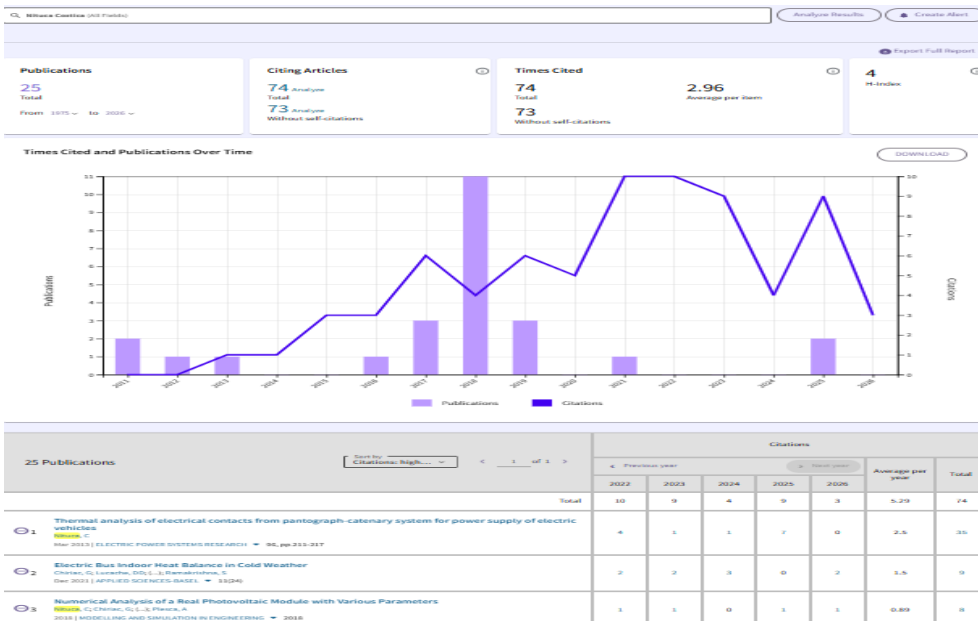 Nituca Costica (All Fields)
Analyze Results
Create Alert
Export Full Report
Publications
25
Total
From 1975 to 2026
Citing Articles
74 Analyze
Total
73 Analyze
Without self-citations
Times Cited
74
Total
73
Without self-citations
2.96
Average per item
4
H-Index
Times Cited and Publications Over Time
DOWNLOAD
11
10
9
8
7
6
5
4
3
2
1
0
Publications
10
9
8
7
6
5
4
3
2
1
0
Citations
2011 2012 2013 2014 2015 2016 2017 2018 2019 2020 2021 2022 2023 2024 2025 2026
Publications Citations
25 Publications
Sort by
Citations: high...
< 1 of 1 >
Citations
< Previous year
> Next year
Average per year
Total
2022 2023 2024 2025 2026
Total 10 9 4 9 3 5.29 74
1 Thermal analysis of electrical contacts from pantograph-catenary system for power supply of electric
vehicles
Nituca, C
Mar 2013 | ELECTRIC POWER SYSTEMS RESEARCH 96, pp.211-217
4 1 1 7 0 2.5 35
2 Electric Bus Indoor Heat Balance in Cold Weather
Chiriac, G; Lucache, DD; (...); Ramakrishna, S
Dec 2021 | APPLIED SCIENCES-BASEL 11(24)
2 2 3 0 2 1.5 9
3 Numerical Analysis of a Real Photovoltaic Module with Various Parameters
Nituca, C; Chiriac, G; (...); Plesca, A
2018 | MODELLING AND SIMULATION IN ENGINEERING 2018
1 1 0 1 1 0.89 8